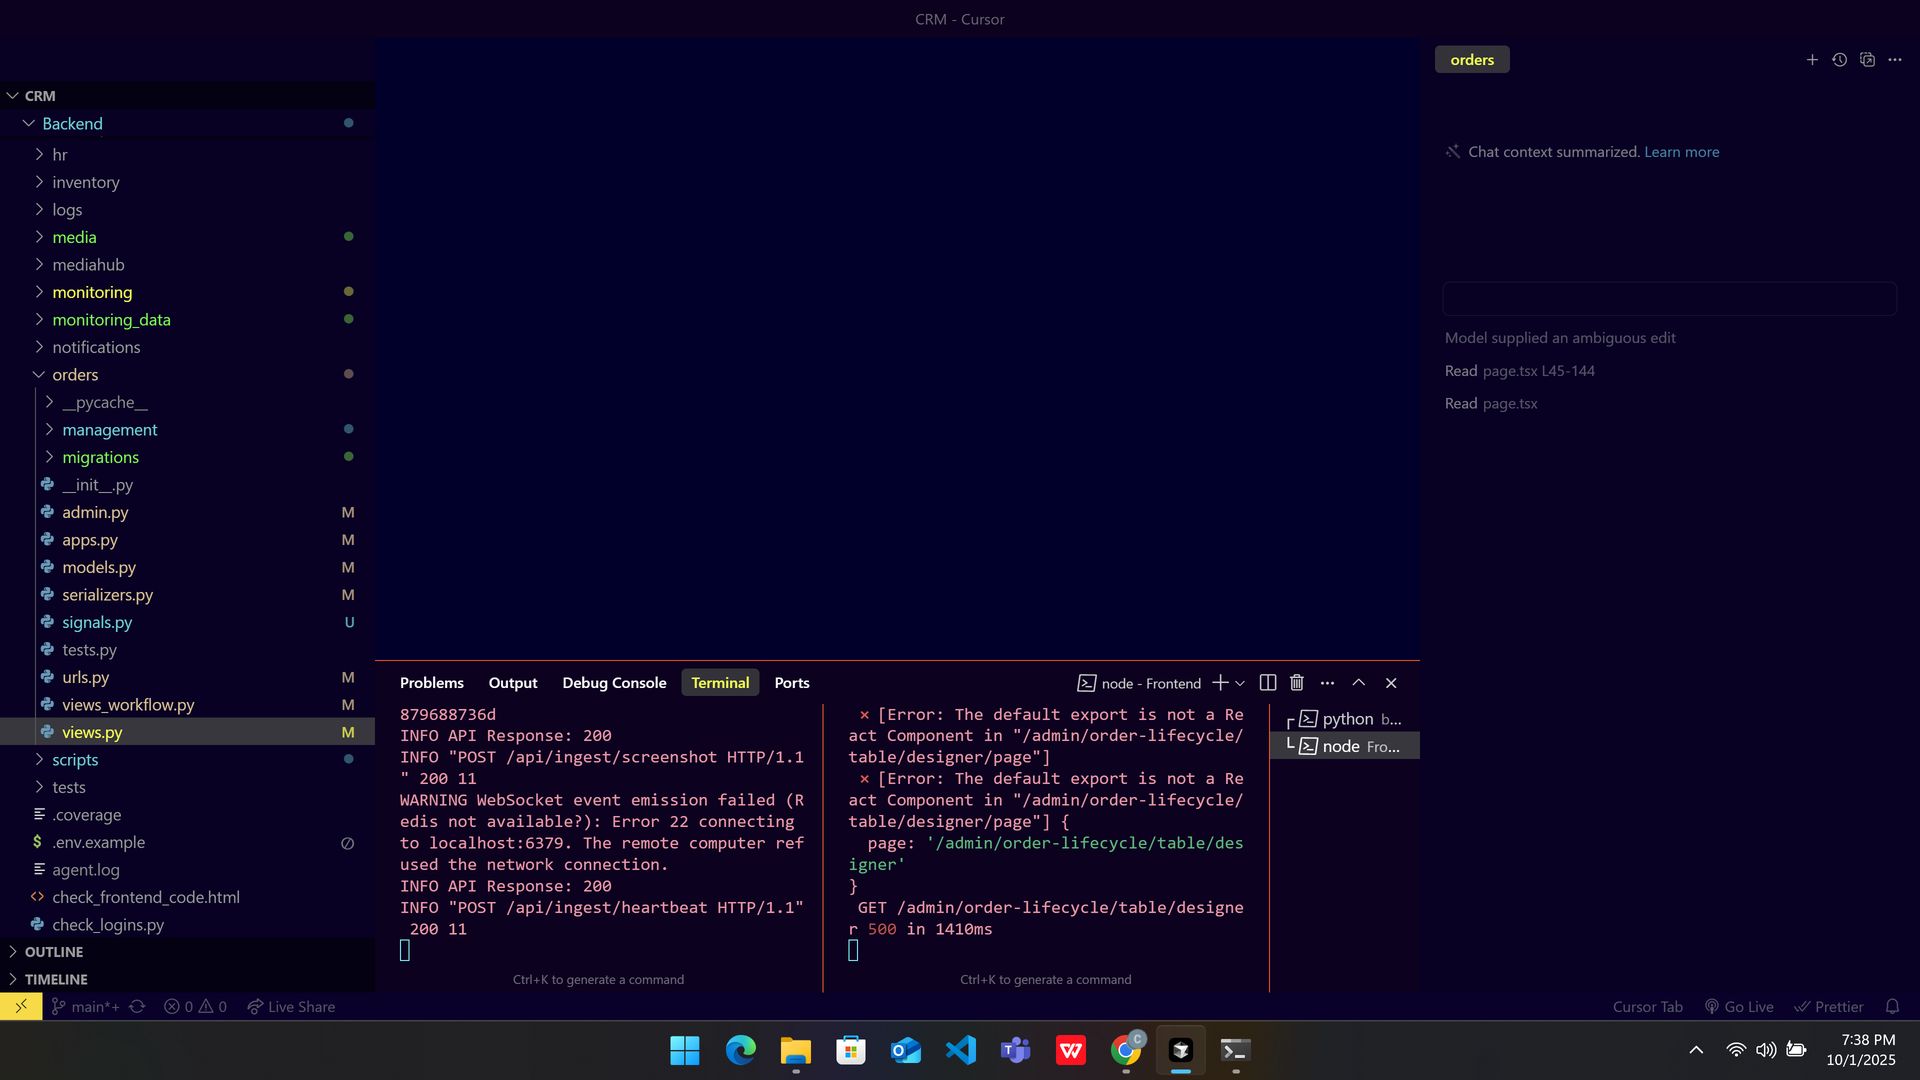 CRM - Cursor
CRM
Backend
hr
inventory
logs
media
mediahub
monitoring
monitoring_data
notifications
orders
__pycache__
management
migrations
__init__.py
admin.py M
apps.py M
models.py M
serializers.py M
signals.py U
tests.py
urls.py M
views_workflow.py M
views.py M
scripts
tests
.coverage
.env.example
agent.log
check_frontend_code.html
check_logins.py
OUTLINE
TIMELINE
Problems Output Debug Console Terminal Ports
node - Frontend
879688736d
INFO API Response: 200
INFO "POST /api/ingest/screenshot HTTP/1.1
" 200 11
WARNING WebSocket event emission failed (R
edis not available?): Error 22 connecting
to localhost:6379. The remote computer ref
used the network connection.
INFO API Response: 200
INFO "POST /api/ingest/heartbeat HTTP/1.1"
200 11
Ctrl+K to generate a command
× [Error: The default export is not a Re
act Component in "/admin/order-lifecycle/
table/designer/page"]
× [Error: The default export is not a Re
act Component in "/admin/order-lifecycle/
table/designer/page"] {
page: '/admin/order-lifecycle/table/des
igner'
}
GET /admin/order-lifecycle/table/designe
r 500 in 1410ms
Ctrl+K to generate a command
python b...
node Fro...
orders
Chat context summarized. Learn more
Model supplied an ambiguous edit
Read page.tsx L45-144
Read page.tsx
main*+ 0 0 Live Share
Cursor Tab Go Live Prettier
C
7:38 PM
10/1/2025